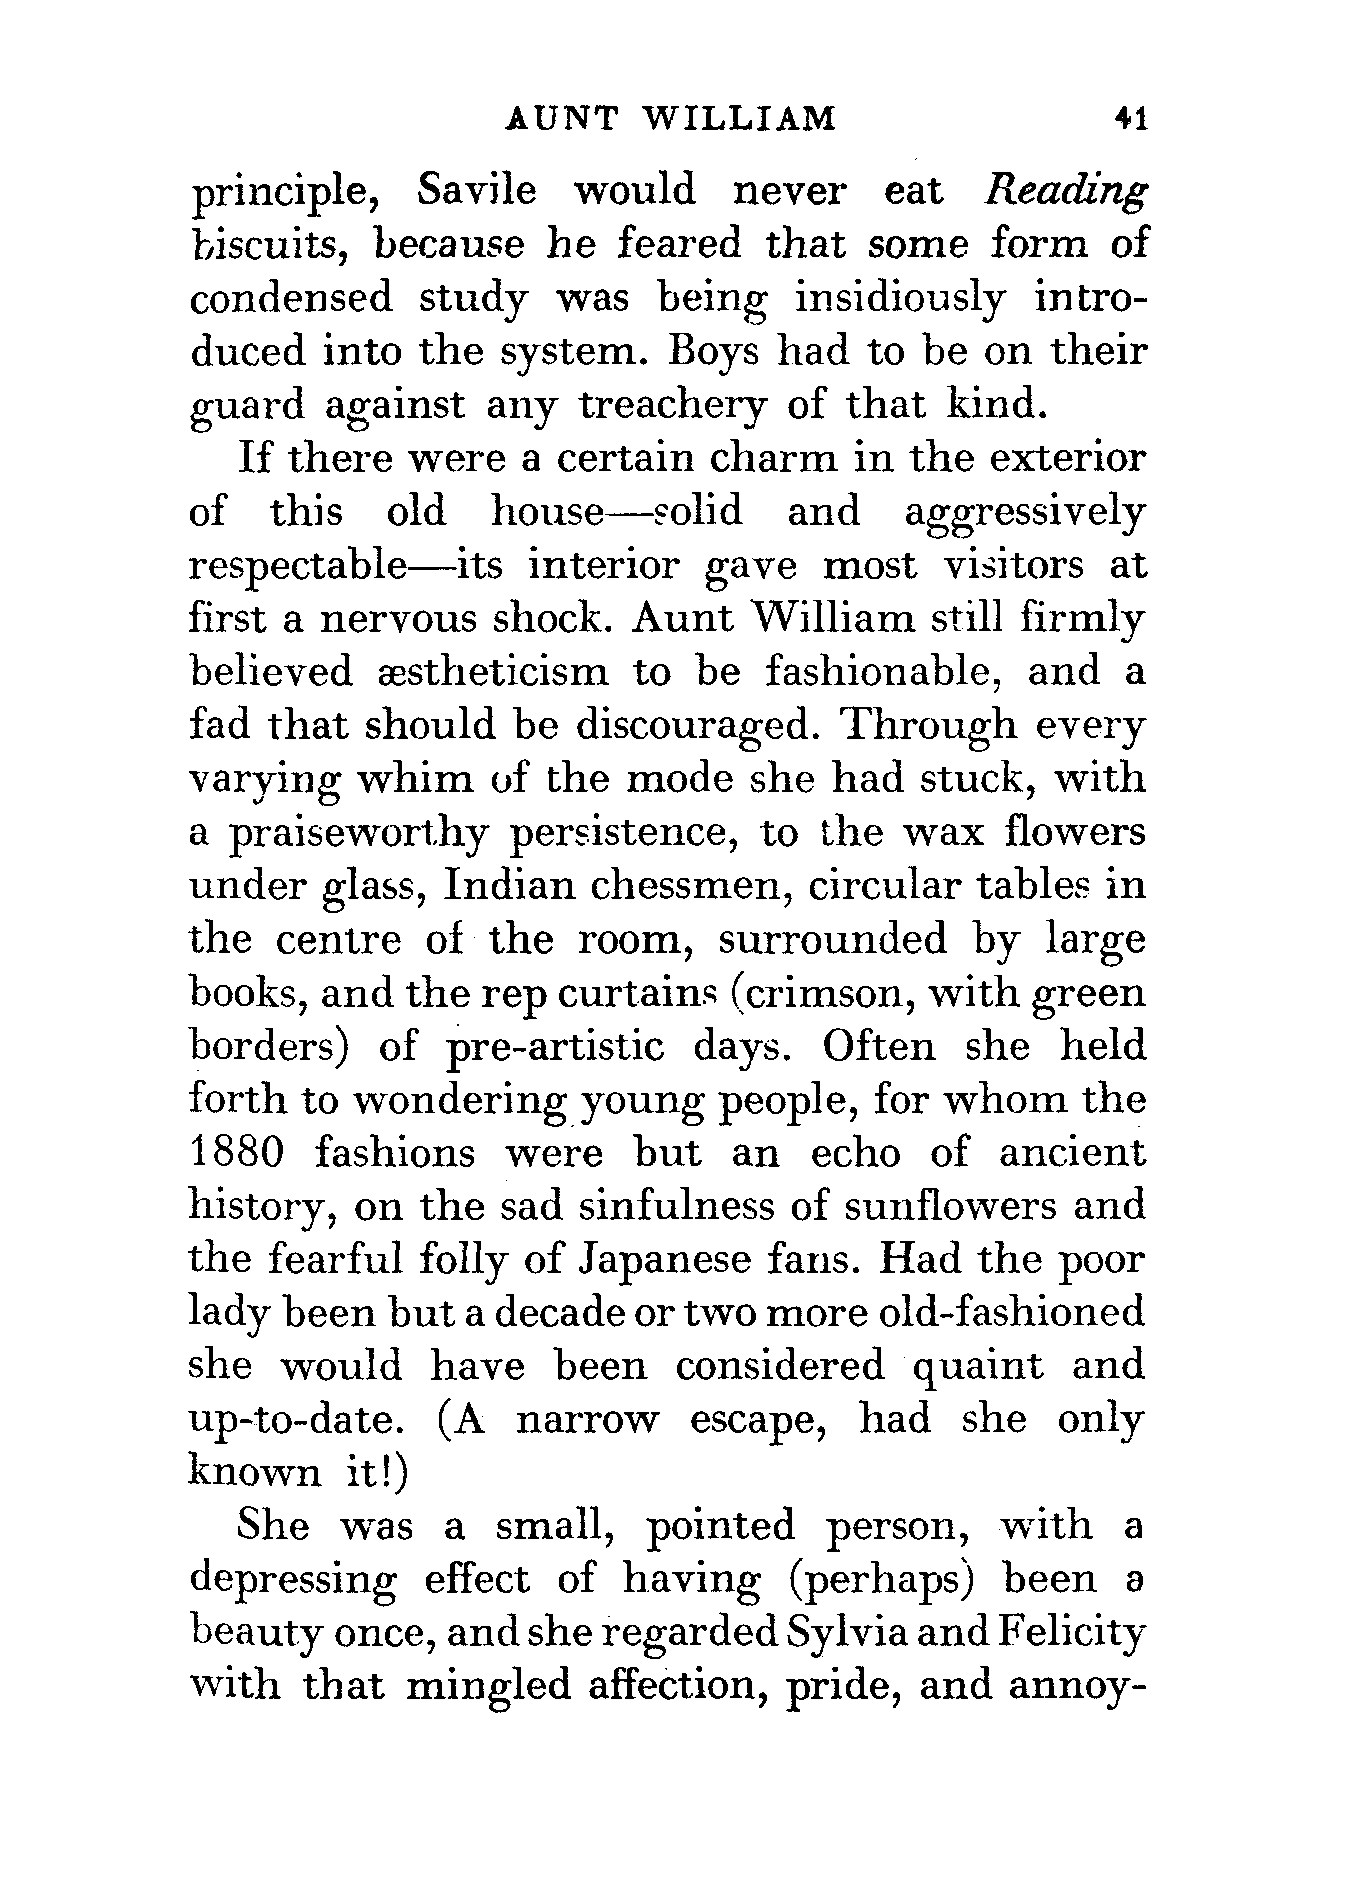 AUNT WILLIAM 41
principle, Savile would never eat Reading
biscuits, because he feared that some form of
condensed study was being insidiously intro-
duced into the system. Boys had to be on their
guard against any treachery of that kind.
If there were a certain charm in the exterior
of this old house—solid and aggressively
respectable—its interior gave most visitors at
first a nervous shock. Aunt William still firmly
believed æstheticism to be fashionable, and a
fad that should be discouraged. Through every
varying whim of the mode she had stuck, with
a praiseworthy persistence, to the wax flowers
under glass, Indian chessmen, circular tables in
the centre of the room, surrounded by large
books, and the rep curtains (crimson, with green
borders) of pre-artistic days. Often she held
forth to wondering young people, for whom the
1880 fashions were but an echo of ancient
history, on the sad sinfulness of sunflowers and
the fearful folly of Japanese fans. Had the poor
lady been but a decade or two more old-fashioned
she would have been considered quaint and
up-to-date. (A narrow escape, had she only
known it!)
She was a small, pointed person, with a
depressing effect of having (perhaps) been a
beauty once, and she regarded Sylvia and Felicity
with that mingled affection, pride, and annoy-